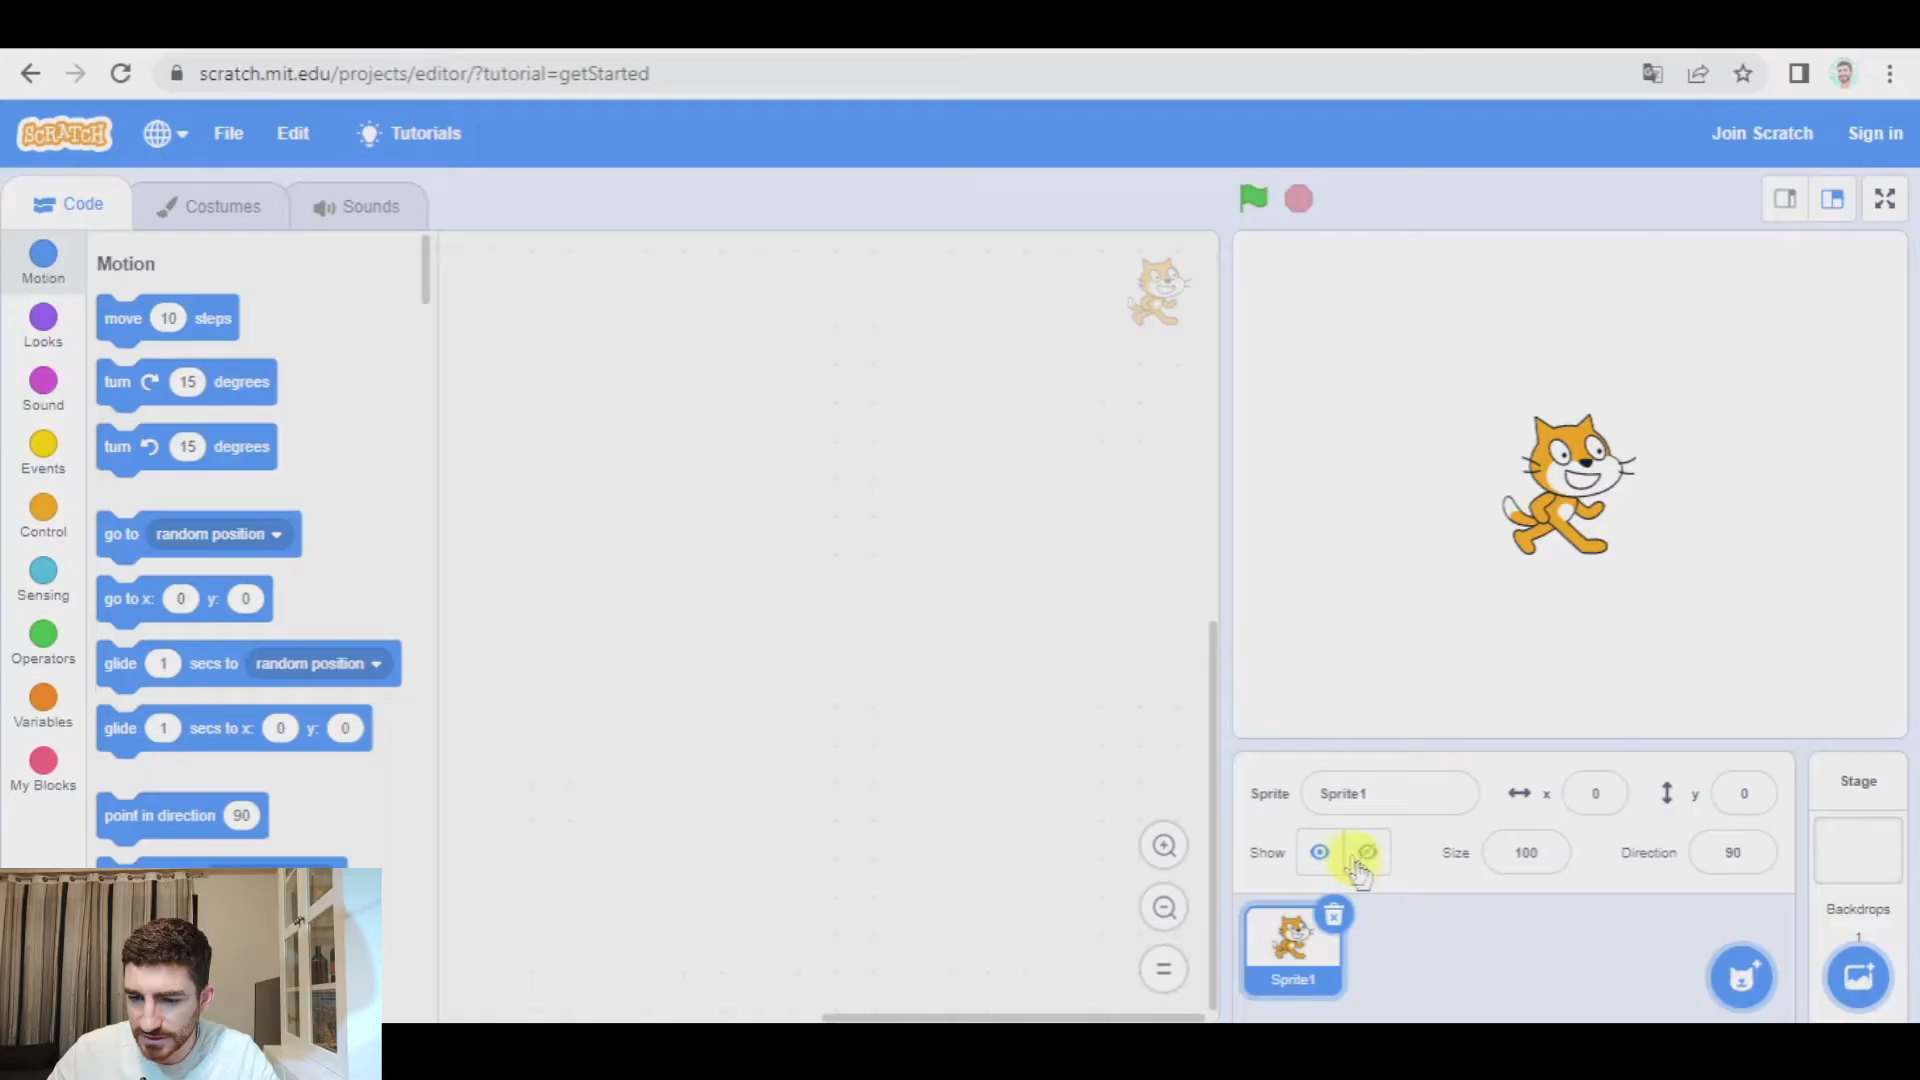 scratch.mit.edu/projects/editor/?tutorial=getStarted
SCRATCH File Edit Tutorials Join Scratch Sign in
Code Costumes Sounds
Motion
Looks
Sound
Events
Control
Sensing
Operators
Variables
My Blocks
Motion
move 10 steps
turn 15 degrees
turn 15 degrees
go to random position
go to x: 0 y: 0
glide 1 secs to random position
glide 1 secs to x: 0 y: 0
point in direction 90
Sprite Sprite1 x 0 y 0
Show Size 100 Direction 90
Sprite1
Stage
Backdrops
1